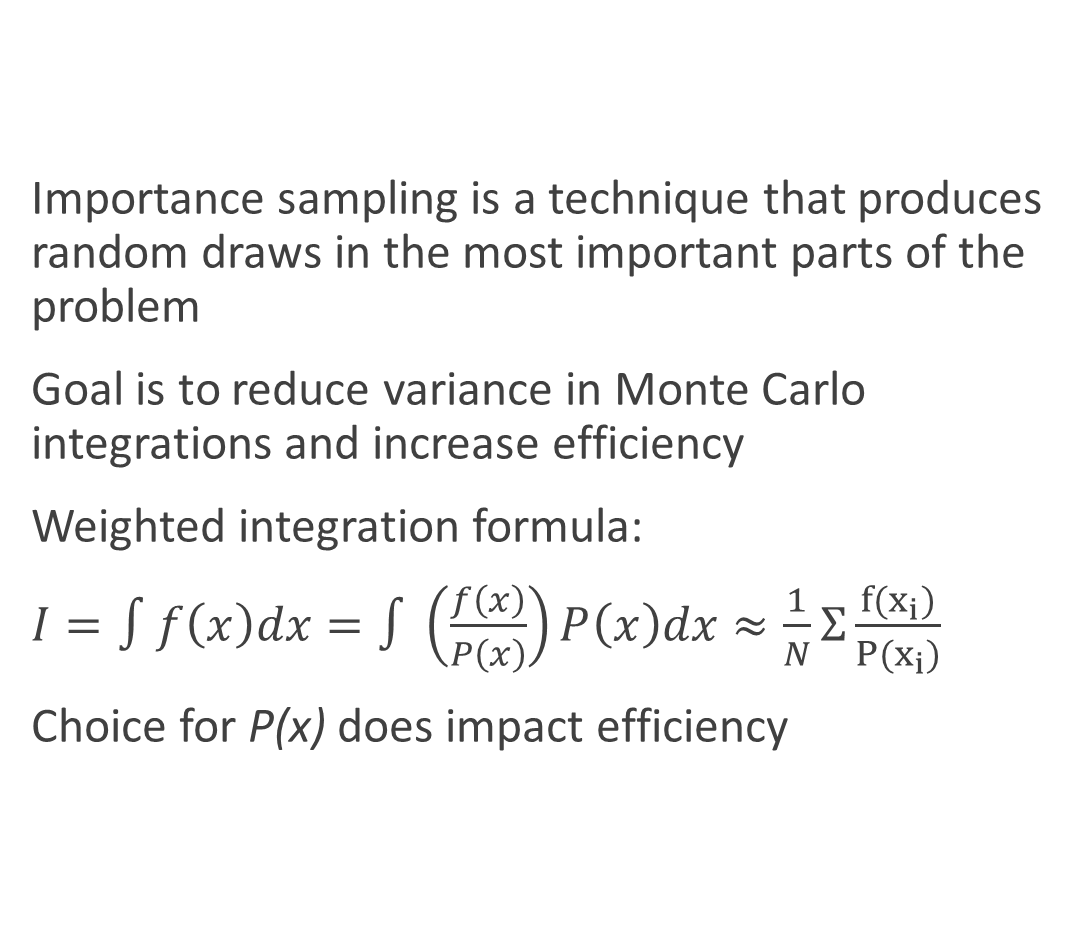 Importance sampling is a technique that produces
random draws in the most important parts of the
problem
Goal is to reduce variance in Monte Carlo
integrations and increase efficiency
Weighted integration formula:
I = ∫ f(x)dx = ∫ (f(x)/P(x)) P(x)dx ≈ 1/N Σ f(xᵢ)/P(xᵢ)
Choice for P(x) does impact efficiency